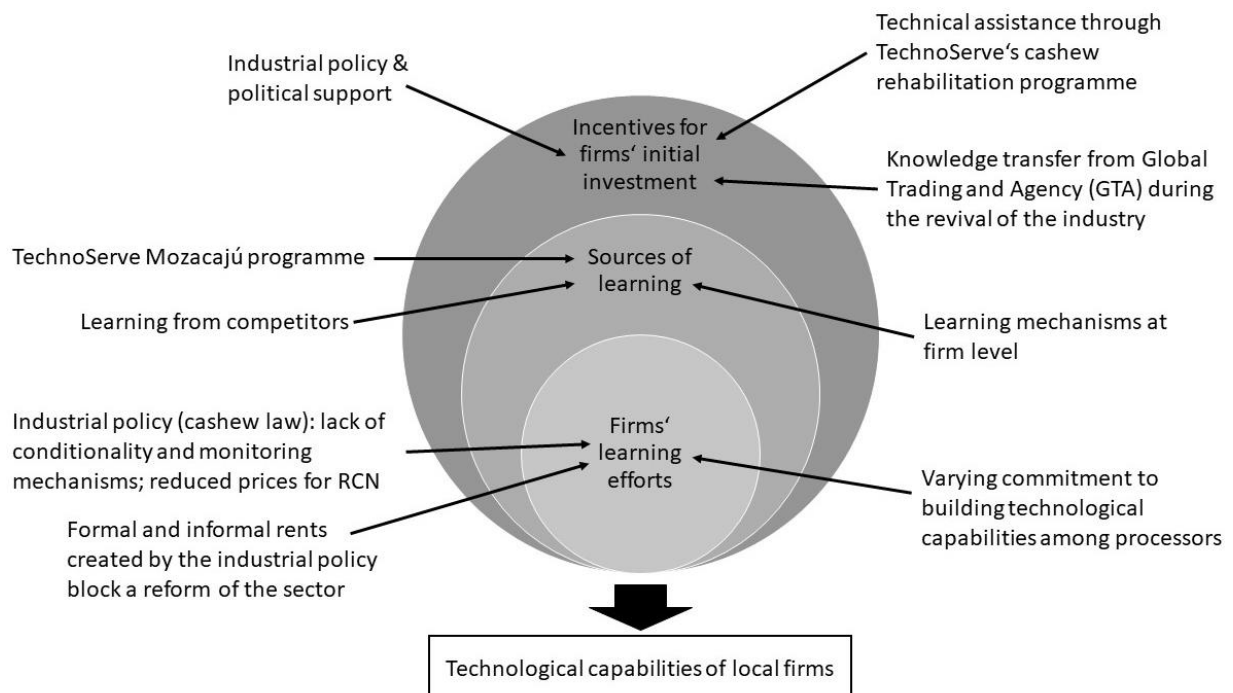 Technical assistance through
TechnoServe‘s cashew
rehabilitation programme
Industrial policy &
political support
Incentives for
firms‘ initial
investment
Knowledge transfer from Global
Trading and Agency (GTA) during
the revival of the industry
TechnoServe Mozacajú programme
Sources of
learning
Learning from competitors
Learning mechanisms at
firm level
Industrial policy (cashew law): lack of
conditionality and monitoring
mechanisms; reduced prices for RCN
Firms‘
learning
efforts
Formal and informal rents
created by the industrial policy
block a reform of the sector
Varying commitment to
building technological
capabilities among processors
Technological capabilities of local firms